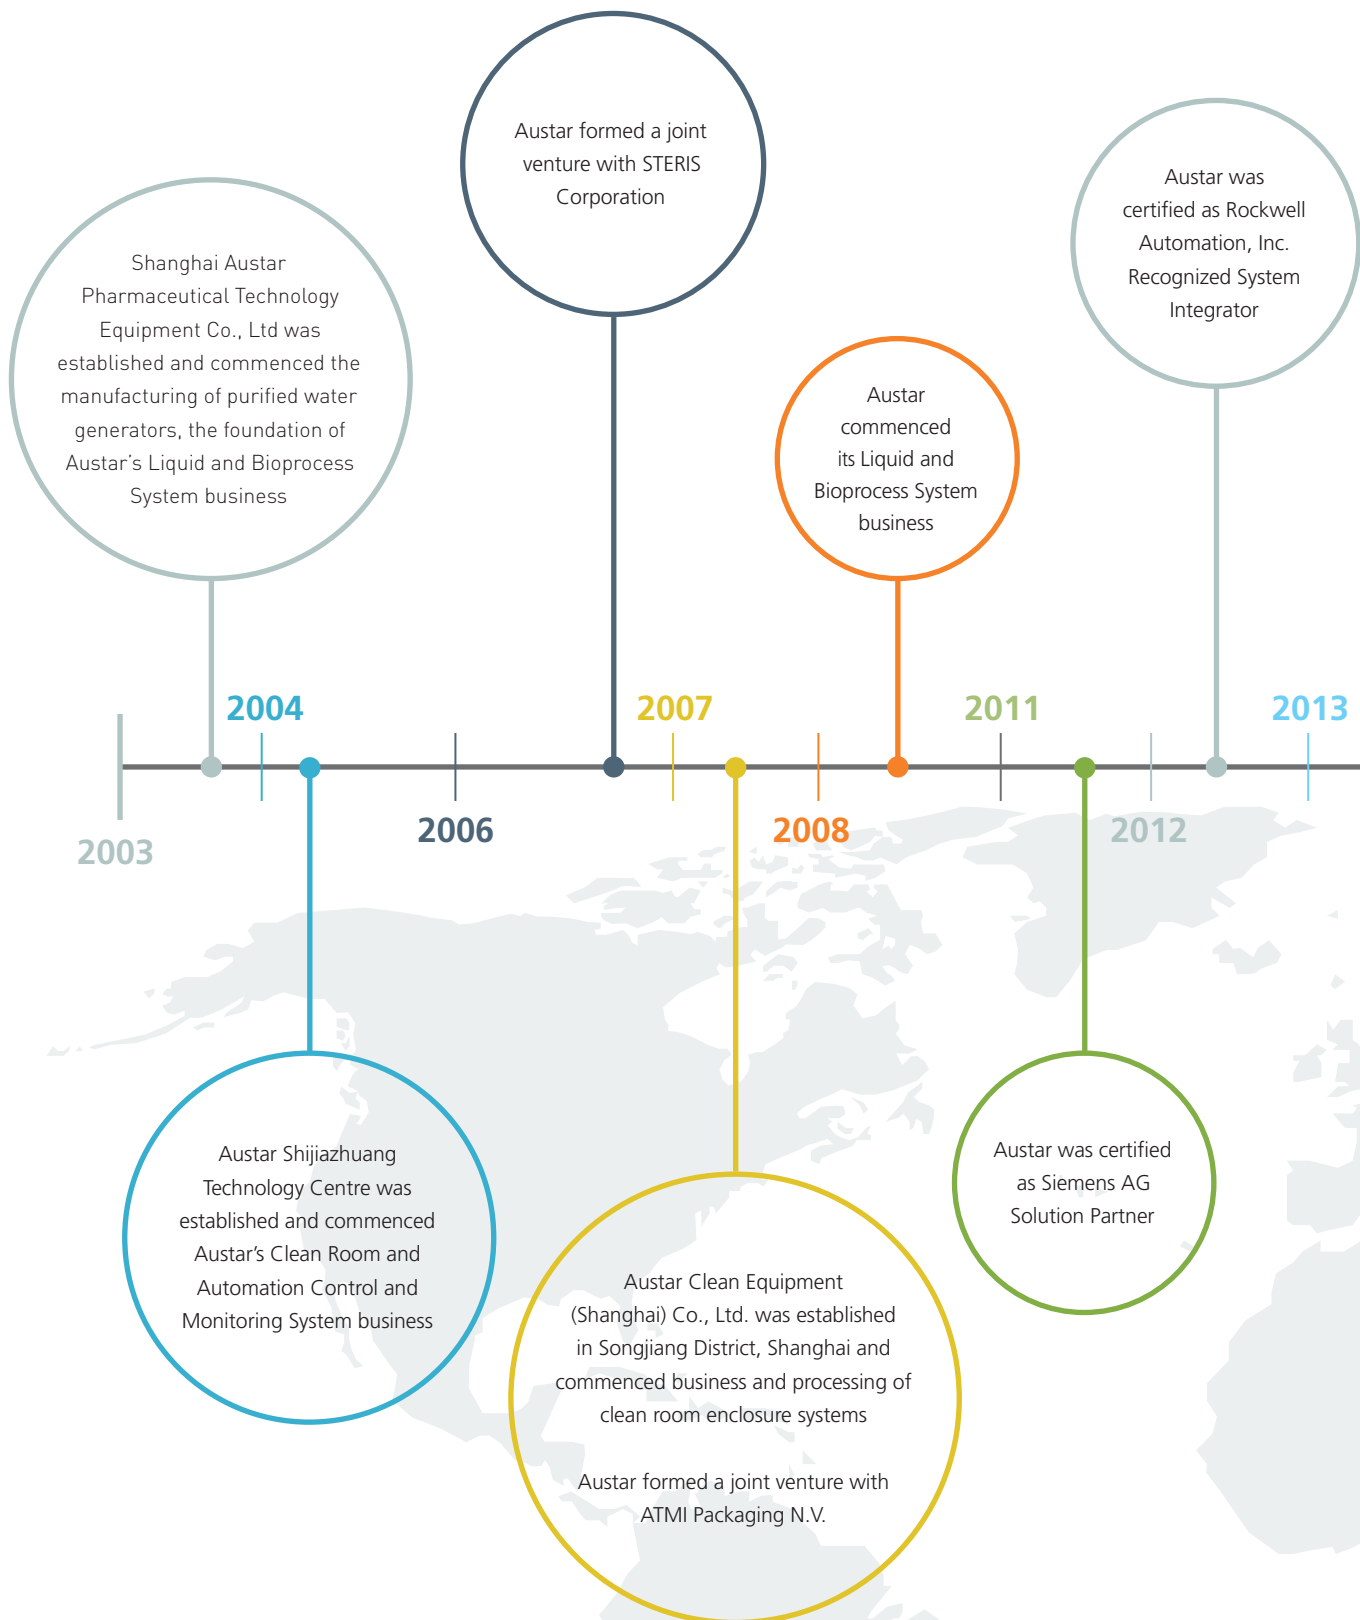 Austar formed a joint
venture with STERIS
Corporation
Austar was
certified as Rockwell
Automation, Inc.
Recognized System
Integrator
Shanghai Austar
Pharmaceutical Technology
Equipment Co., Ltd was
established and commenced the
manufacturing of purified water
generators, the foundation of
Austar’s Liquid and Bioprocess
System business
Austar
commenced
its Liquid and
Bioprocess System
business
2004
2007
2011
2013
2003
2006
2008
2012
Austar Shijiazhuang
Technology Centre was
established and commenced
Austar’s Clean Room and
Automation Control and
Monitoring System business
Austar was certified
as Siemens AG
Solution Partner
Austar Clean Equipment
(Shanghai) Co., Ltd. was established
in Songjiang District, Shanghai and
commenced business and processing of
clean room enclosure systems
Austar formed a joint venture with
ATMI Packaging N.V.